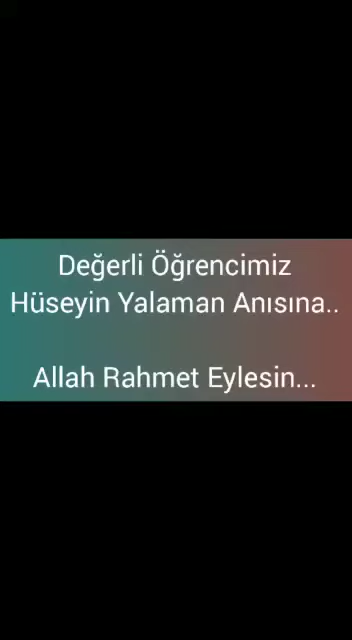 Değerli Öğrencimiz
Hüseyin Yalaman Anısına..
Allah Rahmet Eylesin...